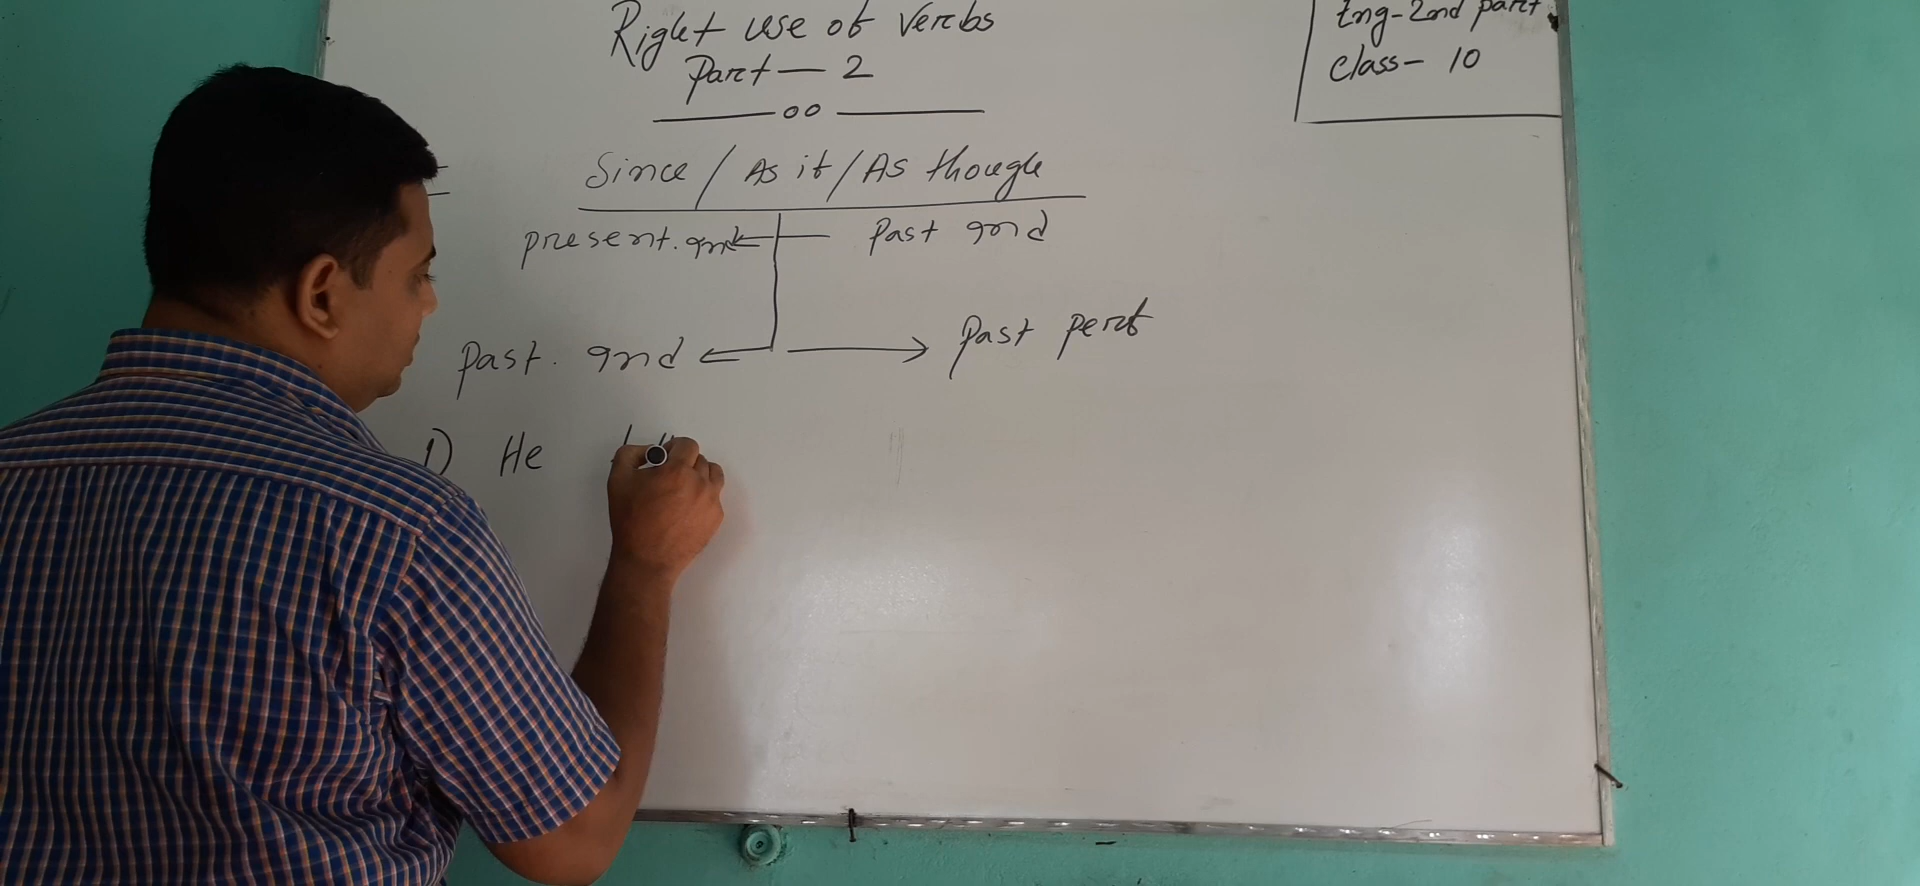 Right use of Verbs
Part - 2
Eng-2nd part
Class- 10
Since / As if / As though
present. ind ← Past ind
Past. ind ← → Past perf
1) He